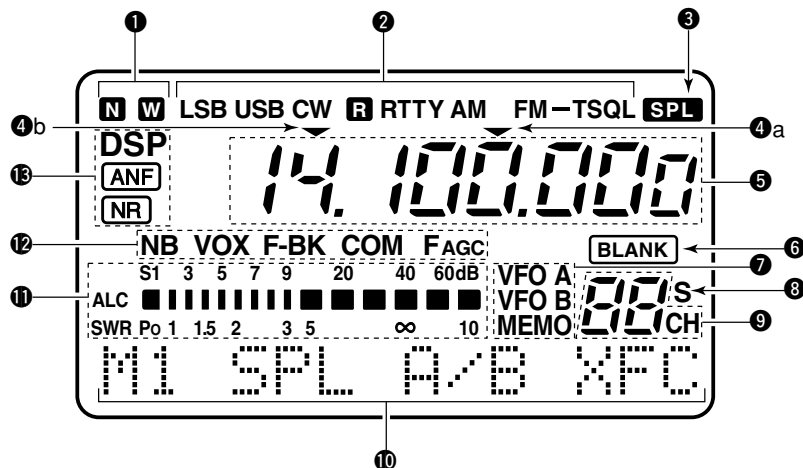 ❶ ❷ ❸
N W LSB USB CW R RTTY AM FM–TSQL SPL
❹b ❹a
DSP
⓭ ANF 14.100.000 ❺
NR
⓬ NB VOX F-BK COM F AGC BLANK ❻
❼
S1 3 5 7 9 20 40 60dB VFO A
⓫ ALC VFO B 88 S ❽
SWR Po 1 1.5 2 3 5 ∞ 10 MEMO CH ❾
M1 SPL A/B XFC
❿